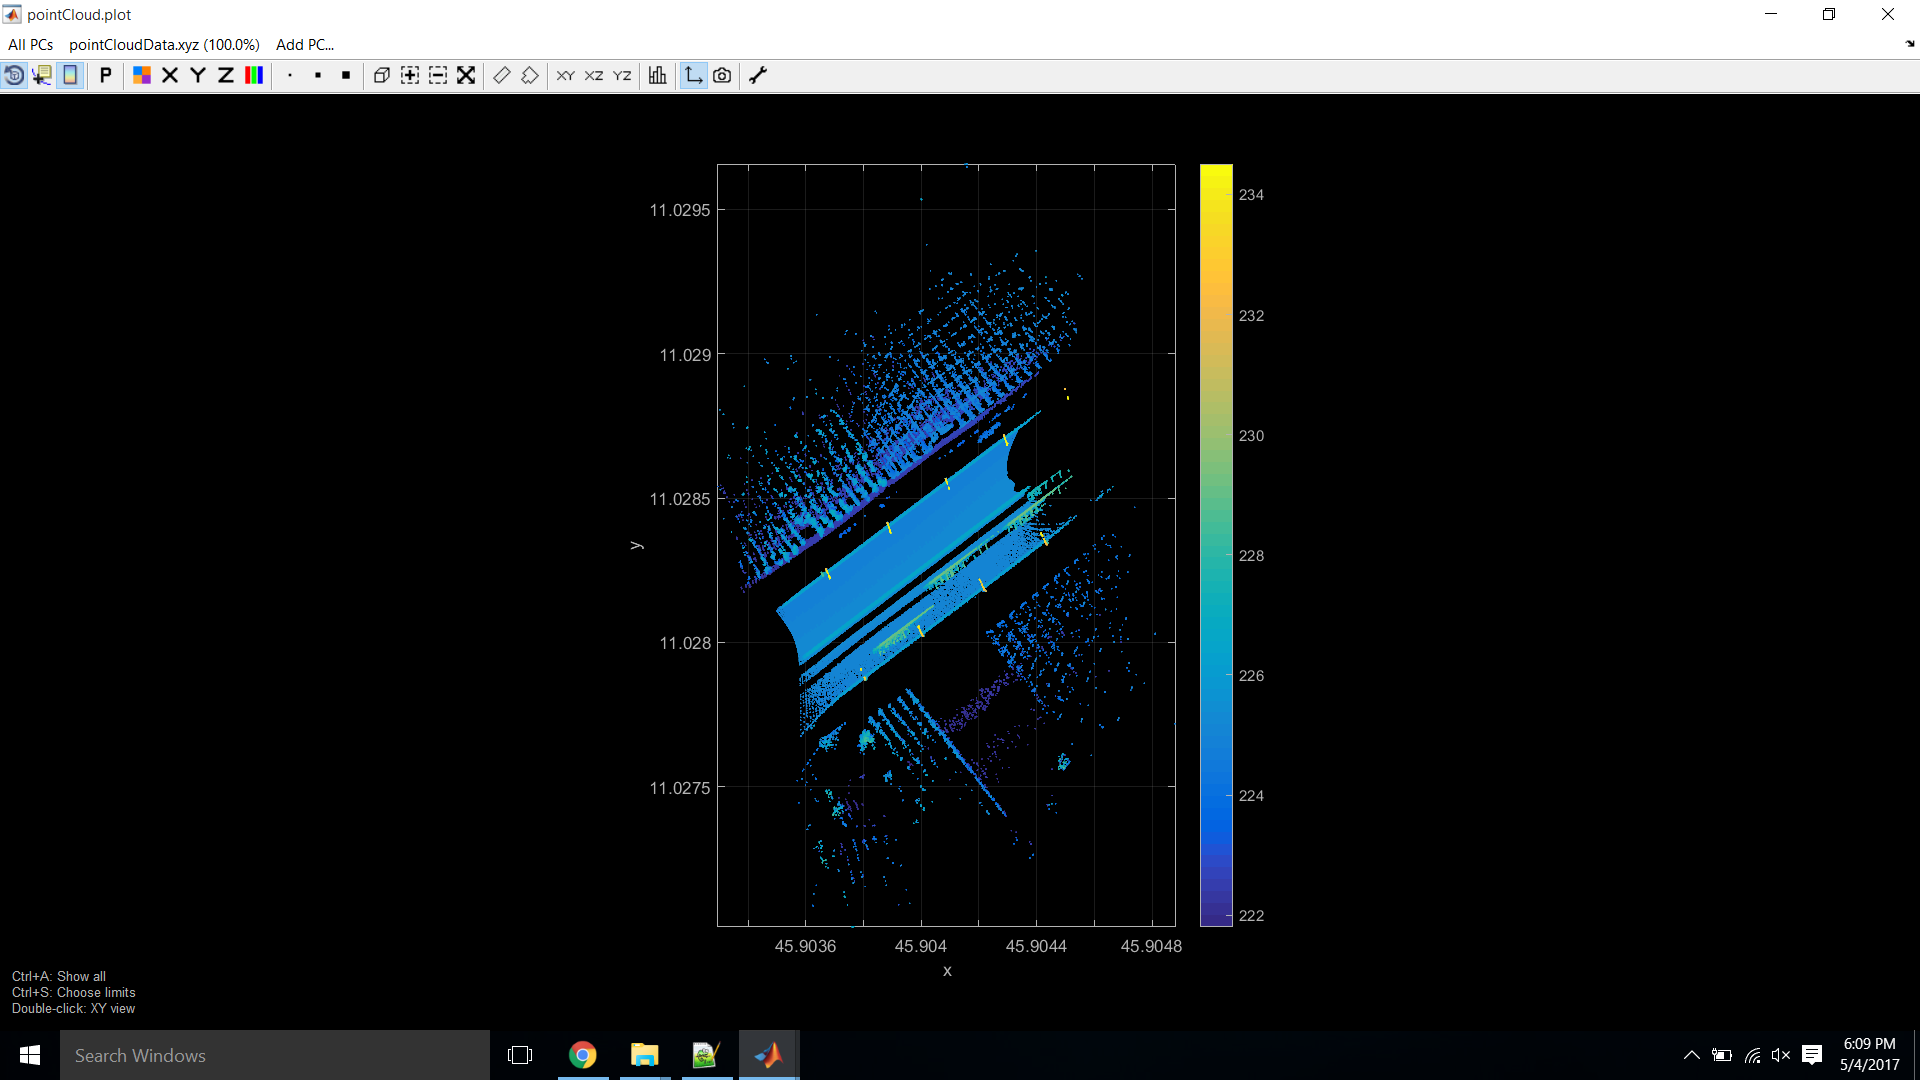 pointCloud.plot
All PCs pointCloudData.xyz (100.0%) Add PC...
P X Y Z XY XZ YZ
11.0295
11.029
11.0285
11.028
11.0275
y
45.9036 45.904 45.9044 45.9048
x
234
232
230
228
226
224
222
Ctrl+A: Show all
Ctrl+S: Choose limits
Double-click: XY view
Search Windows
6:09 PM
5/4/2017